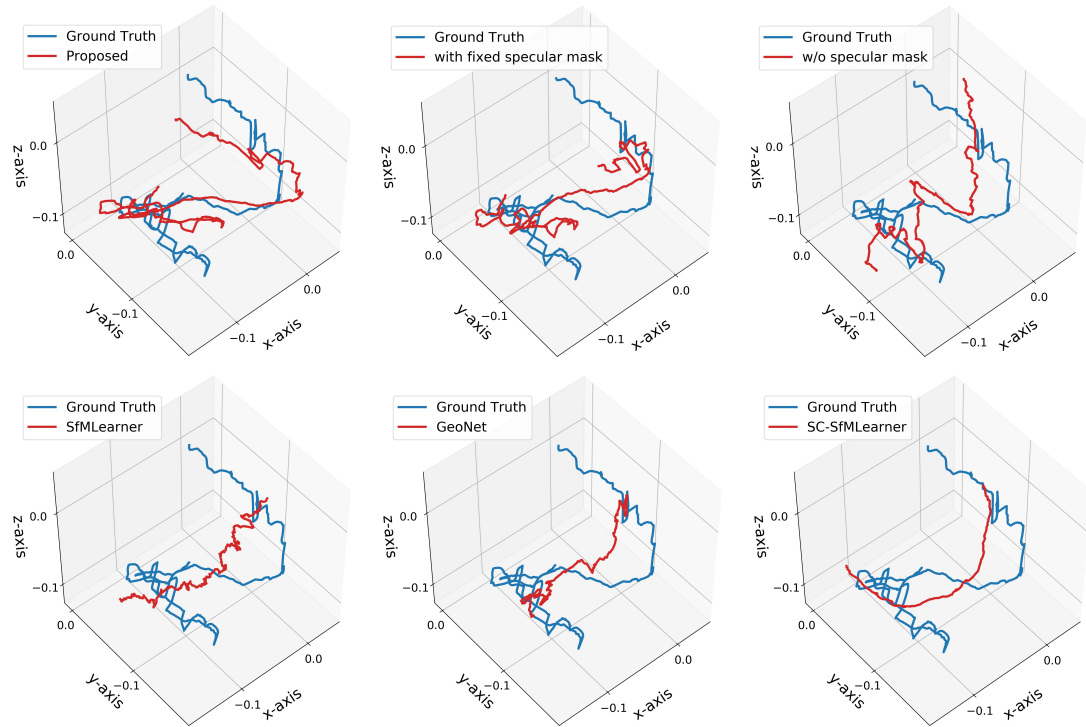 Ground Truth
Proposed
z-axis
0.0
−0.1
0.0
y-axis
−0.1
−0.1
x-axis
0.0
Ground Truth
with fixed specular mask
z-axis
0.0
−0.1
0.0
y-axis
−0.1
−0.1
x-axis
0.0
Ground Truth
w/o specular mask
z-axis
0.0
−0.1
0.0
y-axis
−0.1
−0.1
x-axis
0.0
Ground Truth
SfMLearner
z-axis
0.0
−0.1
0.0
y-axis
−0.1
−0.1
x-axis
0.0
Ground Truth
GeoNet
z-axis
0.0
−0.1
0.0
y-axis
−0.1
−0.1
x-axis
0.0
Ground Truth
SC-SfMLearner
z-axis
0.0
−0.1
0.0
y-axis
−0.1
−0.1
x-axis
0.0